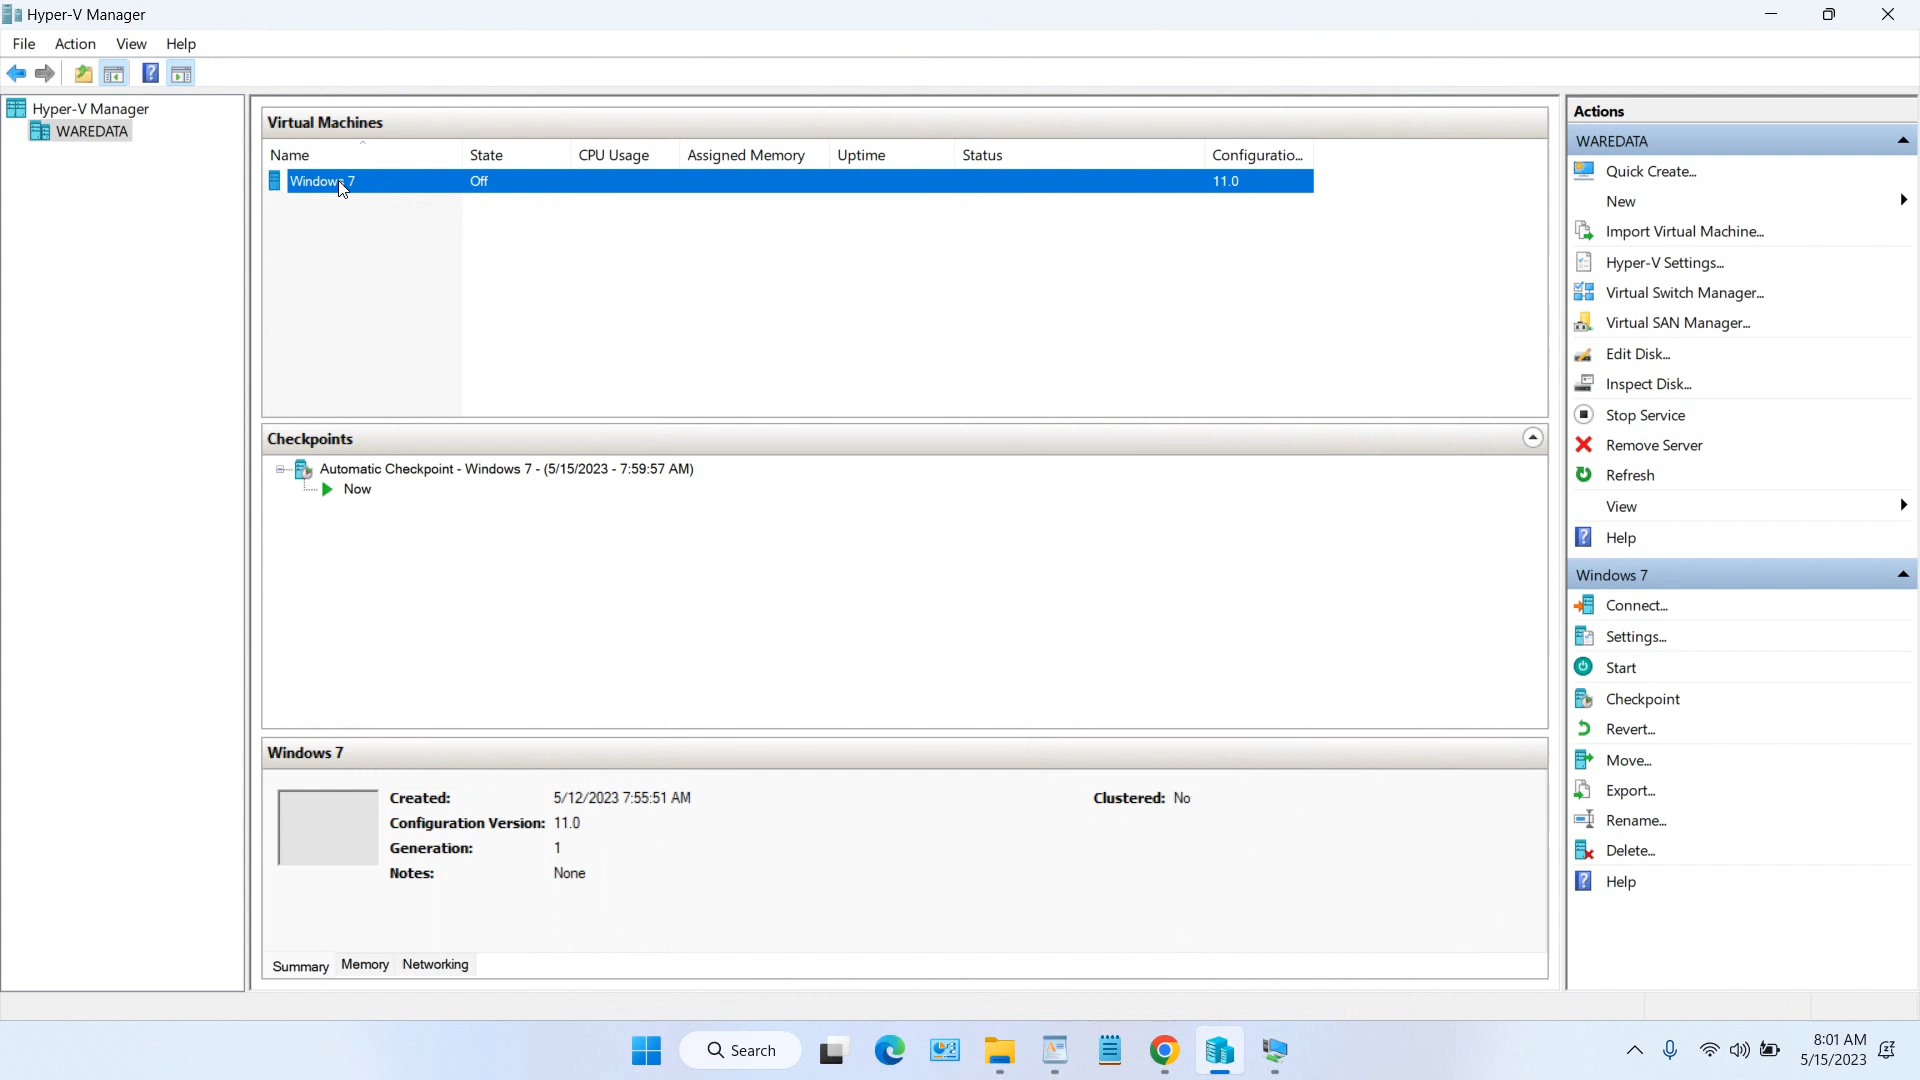 Hyper-V Manager
File Action View Help
Hyper-V Manager
WAREDATA
Virtual Machines
Name State CPU Usage Assigned Memory Uptime Status Configuratio...
Windows 7 Off 11.0
Checkpoints
Automatic Checkpoint - Windows 7 - (5/15/2023 - 7:59:57 AM)
Now
Windows 7
Created: 5/12/2023 7:55:51 AM Clustered: No
Configuration Version: 11.0
Generation: 1
Notes: None
Summary Memory Networking
Actions
WAREDATA
Quick Create...
New
Import Virtual Machine...
Hyper-V Settings...
Virtual Switch Manager...
Virtual SAN Manager...
Edit Disk...
Inspect Disk...
Stop Service
Remove Server
Refresh
View
Help
Windows 7
Connect...
Settings...
Start
Checkpoint
Revert...
Move...
Export...
Rename...
Delete...
Help
Search
8:01 AM
5/15/2023